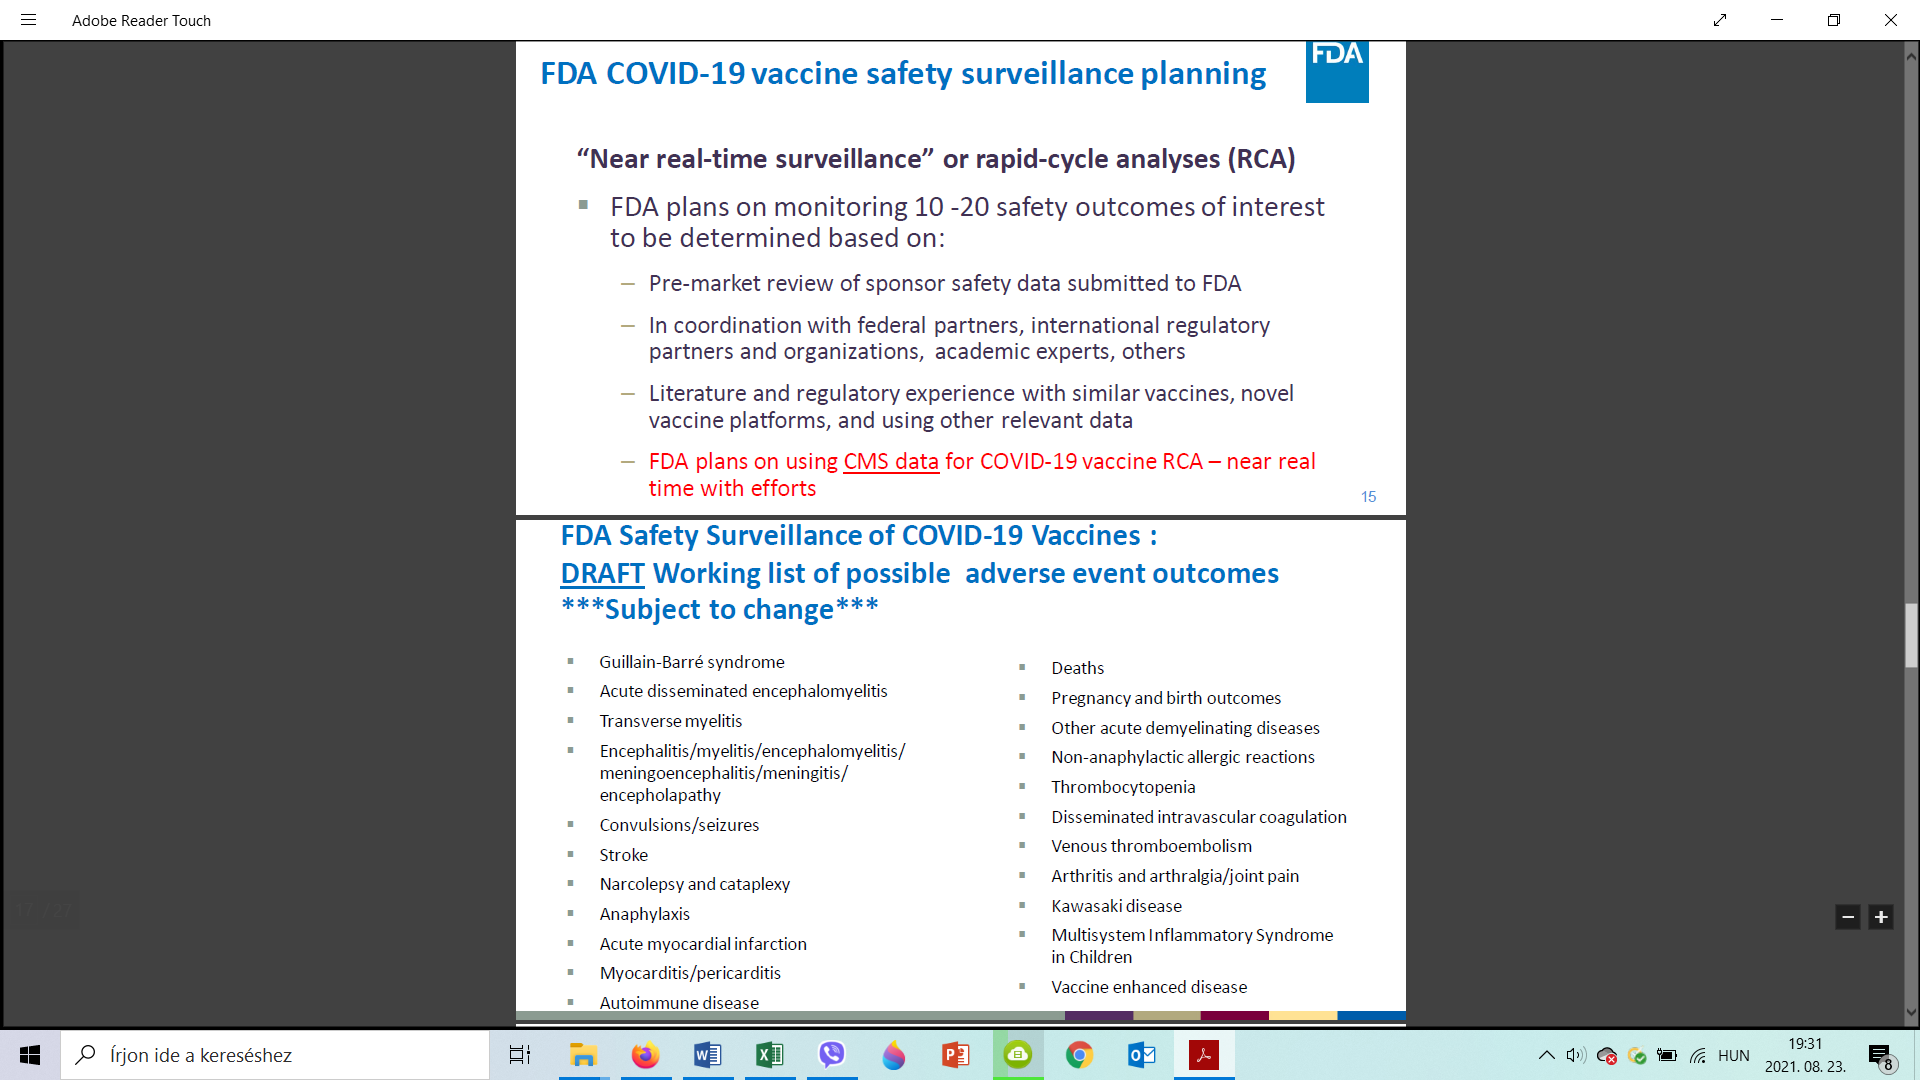 Adobe Reader Touch
FDA COVID-19 vaccine safety surveillance planning
FDA
“Near real-time surveillance” or rapid-cycle analyses (RCA)
▪ FDA plans on monitoring 10 -20 safety outcomes of interest
to be determined based on:
– Pre-market review of sponsor safety data submitted to FDA
– In coordination with federal partners, international regulatory
partners and organizations, academic experts, others
– Literature and regulatory experience with similar vaccines, novel
vaccine platforms, and using other relevant data
– FDA plans on using CMS data for COVID-19 vaccine RCA – near real
time with efforts
15
FDA Safety Surveillance of COVID-19 Vaccines :
DRAFT Working list of possible adverse event outcomes
***Subject to change***
▪ Guillain-Barré syndrome
▪ Acute disseminated encephalomyelitis
▪ Transverse myelitis
▪ Encephalitis/myelitis/encephalomyelitis/
meningoencephalitis/meningitis/
encepholapathy
▪ Convulsions/seizures
▪ Stroke
▪ Narcolepsy and cataplexy
▪ Anaphylaxis
▪ Acute myocardial infarction
▪ Myocarditis/pericarditis
▪ Autoimmune disease
▪ Deaths
▪ Pregnancy and birth outcomes
▪ Other acute demyelinating diseases
▪ Non-anaphylactic allergic reactions
▪ Thrombocytopenia
▪ Disseminated intravascular coagulation
▪ Venous thromboembolism
▪ Arthritis and arthralgia/joint pain
▪ Kawasaki disease
▪ Multisystem Inflammatory Syndrome
in Children
▪ Vaccine enhanced disease
17 / 27
Írjon ide a kereséshez
HUN
19:31
2021. 08. 23.
8